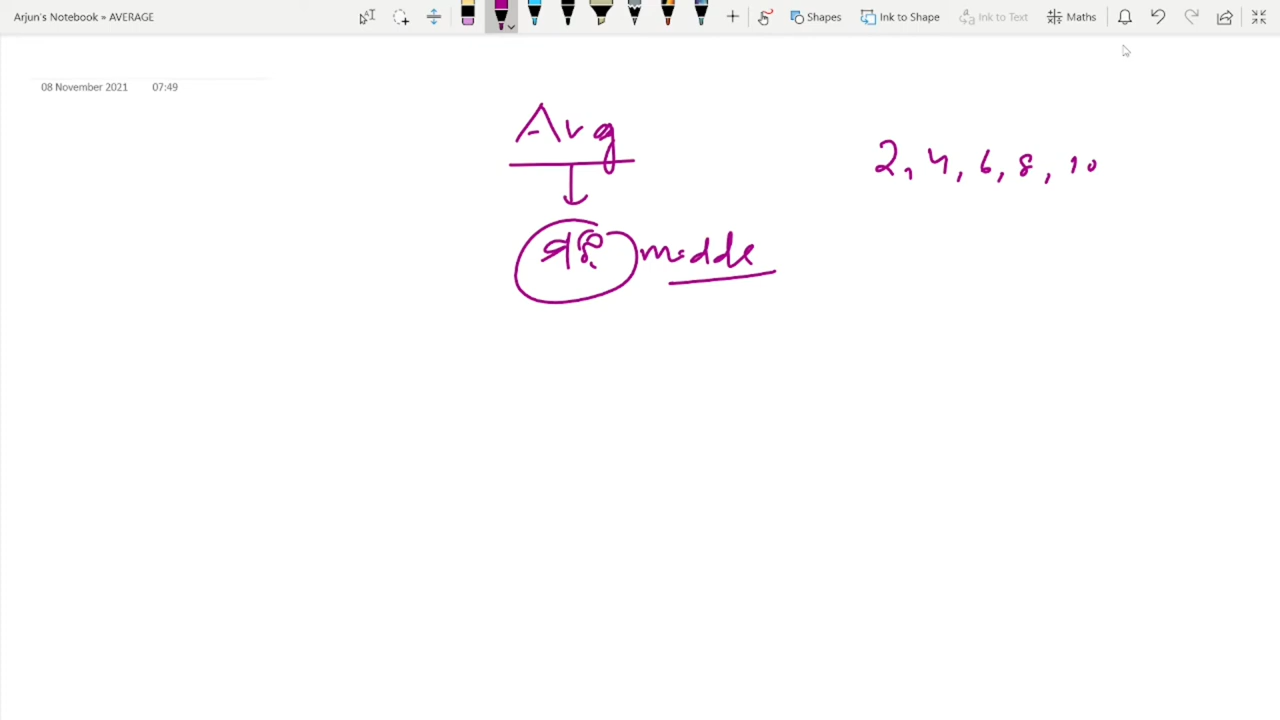 Arjun's Notebook » AVERAGE
Shapes
Ink to Shape
Ink to Text
Maths
08 November 2021 07:49
Avg
2, 4, 6, 8, 10
middle